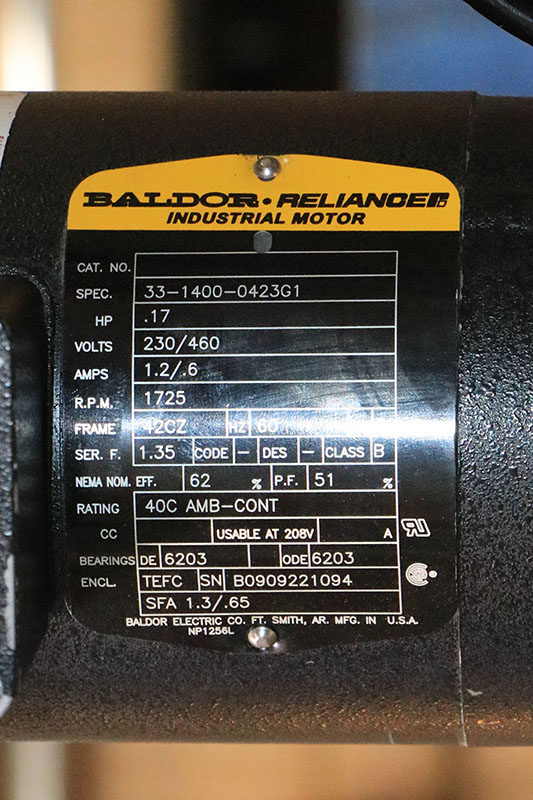 BALDOR • RELIANCE
INDUSTRIAL MOTOR
CAT. NO.
SPEC. 33-1400-0423G1
HP .17
VOLTS 230/460
AMPS 1.2/.6
R.P.M. 1725
FRAME 42CZ HZ 60
SER. F. 1.35 CODE - DES - CLASS B
NEMA NOM. EFF. 62 % P.F. 51 %
RATING 40C AMB-CONT
CC USABLE AT 208V A
BEARINGS DE 6203 ODE 6203
ENCL. TEFC SN B0909221094
SFA 1.3/.65
BALDOR ELECTRIC CO. FT. SMITH, AR. MFG. IN U.S.A.
NP1256L